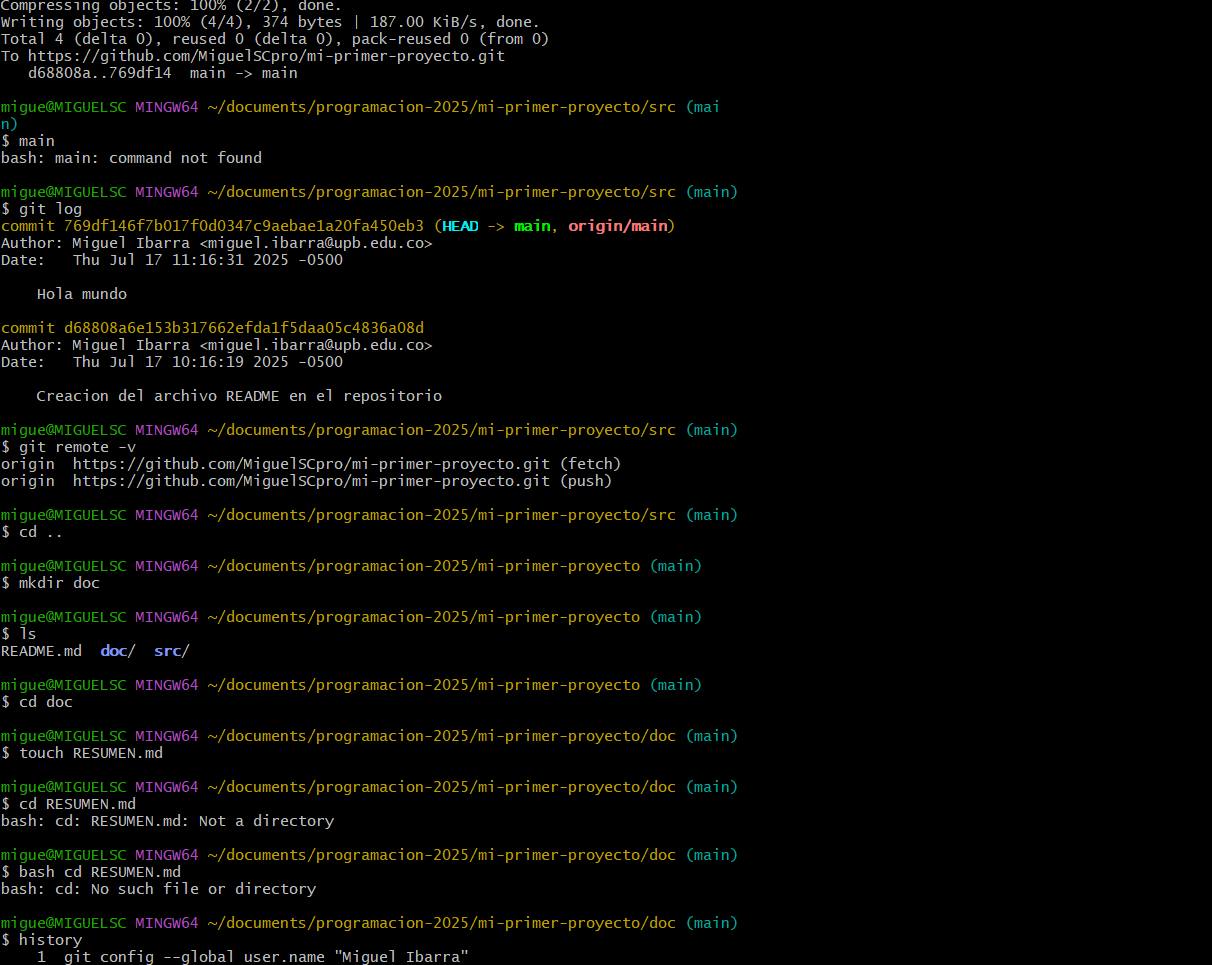 Compressing objects: 100% (2/2), done.
Writing objects: 100% (4/4), 374 bytes | 187.00 KiB/s, done.
Total 4 (delta 0), reused 0 (delta 0), pack-reused 0 (from 0)
To https://github.com/MiguelSCpro/mi-primer-proyecto.git
   d68808a..769df14  main -> main

migue@MIGUELSC MINGW64 ~/documents/programacion-2025/mi-primer-proyecto/src (mai
n)
$ main
bash: main: command not found

migue@MIGUELSC MINGW64 ~/documents/programacion-2025/mi-primer-proyecto/src (main)
$ git log
commit 769df146f7b017f0d0347c9aebae1a20fa450eb3 (HEAD -> main, origin/main)
Author: Miguel Ibarra <miguel.ibarra@upb.edu.co>
Date:   Thu Jul 17 11:16:31 2025 -0500

    Hola mundo

commit d68808a6e153b317662efda1f5daa05c4836a08d
Author: Miguel Ibarra <miguel.ibarra@upb.edu.co>
Date:   Thu Jul 17 10:16:19 2025 -0500

    Creacion del archivo README en el repositorio

migue@MIGUELSC MINGW64 ~/documents/programacion-2025/mi-primer-proyecto/src (main)
$ git remote -v
origin  https://github.com/MiguelSCpro/mi-primer-proyecto.git (fetch)
origin  https://github.com/MiguelSCpro/mi-primer-proyecto.git (push)

migue@MIGUELSC MINGW64 ~/documents/programacion-2025/mi-primer-proyecto/src (main)
$ cd ..

migue@MIGUELSC MINGW64 ~/documents/programacion-2025/mi-primer-proyecto (main)
$ mkdir doc

migue@MIGUELSC MINGW64 ~/documents/programacion-2025/mi-primer-proyecto (main)
$ ls
README.md  doc/  src/

migue@MIGUELSC MINGW64 ~/documents/programacion-2025/mi-primer-proyecto (main)
$ cd doc

migue@MIGUELSC MINGW64 ~/documents/programacion-2025/mi-primer-proyecto/doc (main)
$ touch RESUMEN.md

migue@MIGUELSC MINGW64 ~/documents/programacion-2025/mi-primer-proyecto/doc (main)
$ cd RESUMEN.md
bash: cd: RESUMEN.md: Not a directory

migue@MIGUELSC MINGW64 ~/documents/programacion-2025/mi-primer-proyecto/doc (main)
$ bash cd RESUMEN.md
bash: cd: No such file or directory

migue@MIGUELSC MINGW64 ~/documents/programacion-2025/mi-primer-proyecto/doc (main)
$ history
    1  git config --global user.name "Miguel Ibarra"